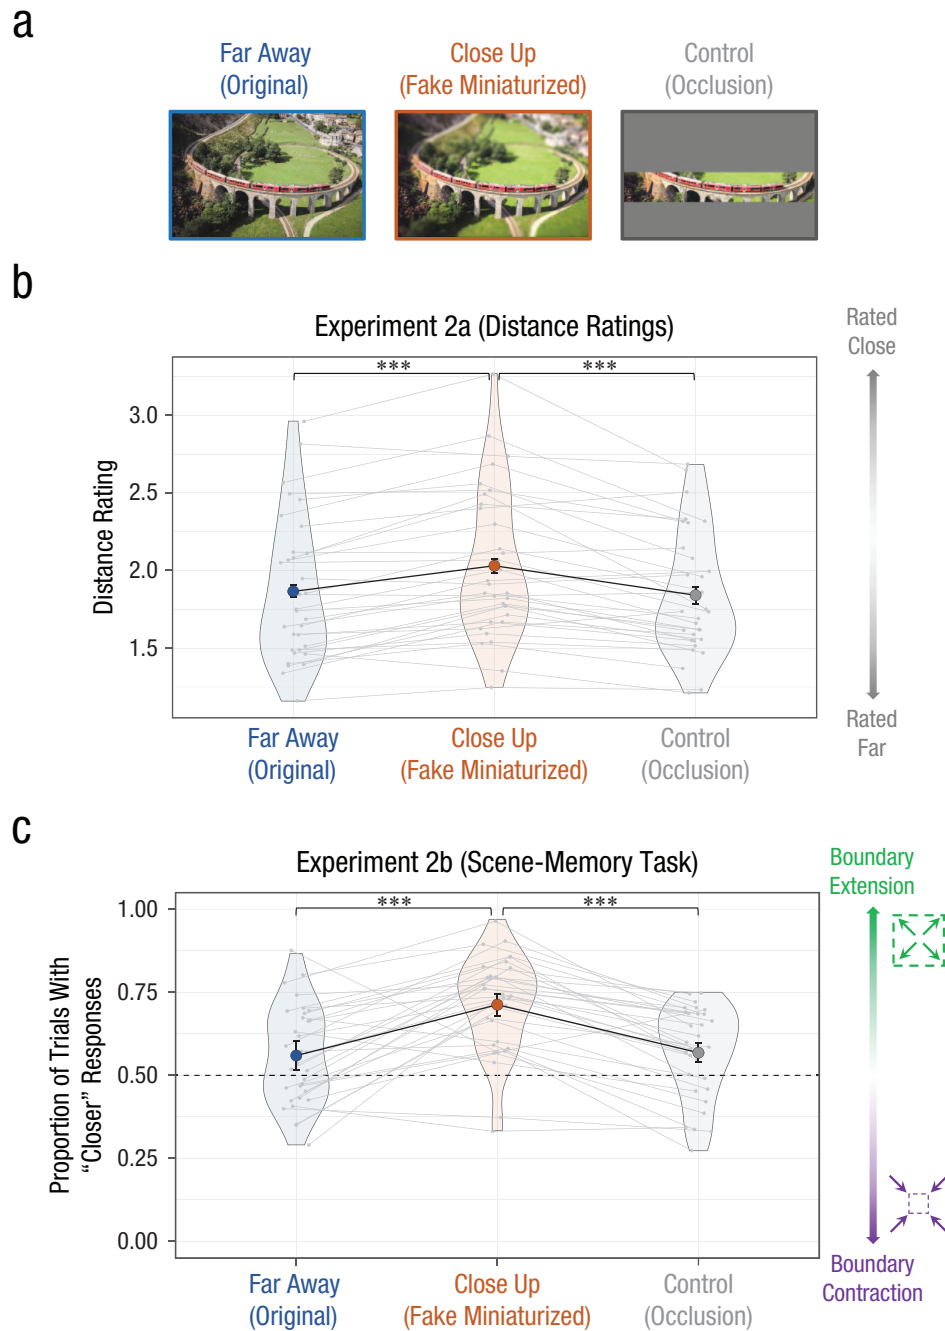 a
Far Away
(Original)
Close Up
(Fake Miniaturized)
Control
(Occlusion)
b
Experiment 2a (Distance Ratings)
Rated
Close
***
***
3.0
2.5
2.0
1.5
Distance Rating
Rated
Far
Far Away
(Original)
Close Up
(Fake Miniaturized)
Control
(Occlusion)
c
Experiment 2b (Scene-Memory Task)
Boundary
Extension
***
***
1.00
0.75
0.50
0.25
0.00
Proportion of Trials With
“Closer” Responses
Boundary
Contraction
Far Away
(Original)
Close Up
(Fake Miniaturized)
Control
(Occlusion)